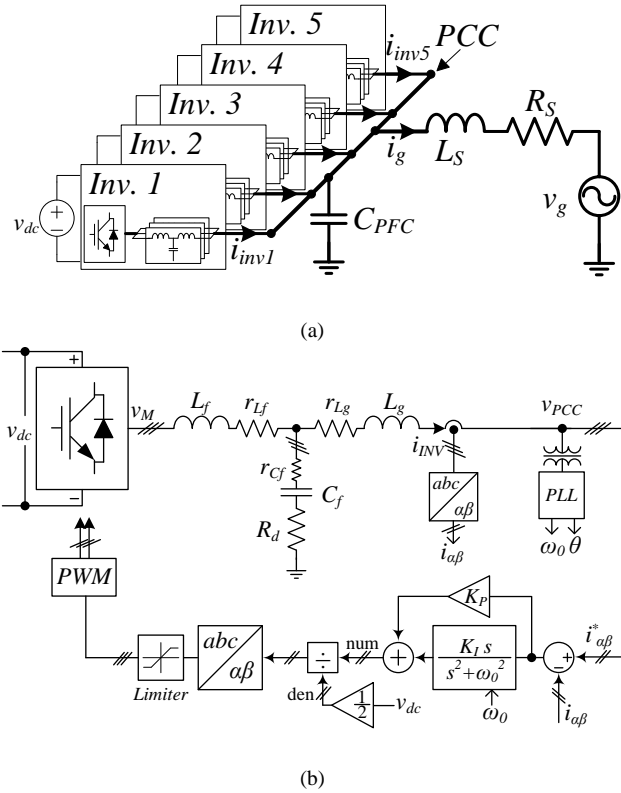 Inv. 5
i_inv5
PCC
Inv. 4
Inv. 3
Inv. 2
Inv. 1
v_dc
i_inv1
C_PFC
i_g
L_S
R_S
v_g
(a)
v_dc
+
−
v_M
L_f
r_Lf
r_Lg
L_g
i_INV
v_PCC
r_Cf
C_f
R_d
abc
αβ
i_αβ
PLL
ω_0 θ
PWM
Limiter
abc
αβ
÷
num
den
1/2
v_dc
+
K_P
K_I s
s^2+ω_0^2
ω_0
+
−
i*_αβ
i_αβ
(b)